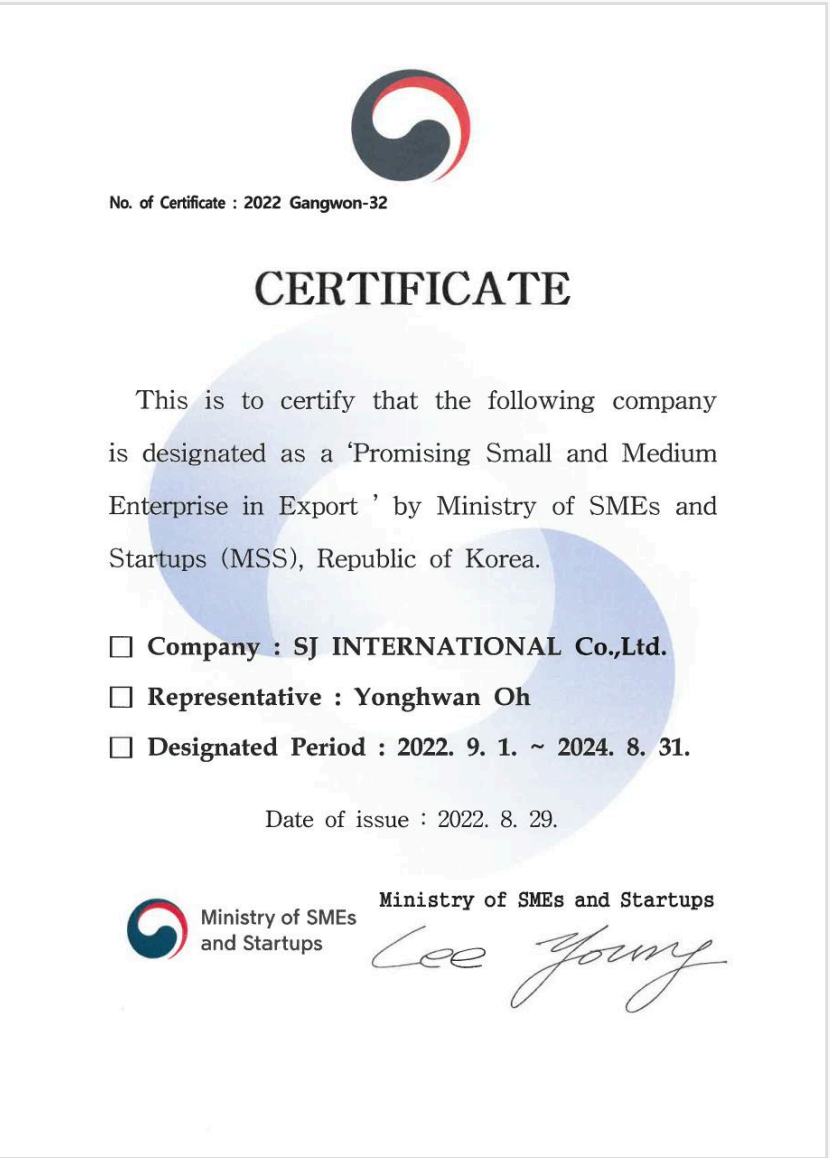 No. of Certificate : 2022 Gangwon-32
CERTIFICATE
This is to certify that the following company
is designated as a ‘Promising Small and Medium
Enterprise in Export ’ by Ministry of SMEs and
Startups (MSS), Republic of Korea.
□ Company : SJ INTERNATIONAL Co.,Ltd.
□ Representative : Yonghwan Oh
□ Designated Period : 2022. 9. 1. ~ 2024. 8. 31.
Date of issue : 2022. 8. 29.
Ministry of SMEs
and Startups
Ministry of SMEs and Startups
Lee Young